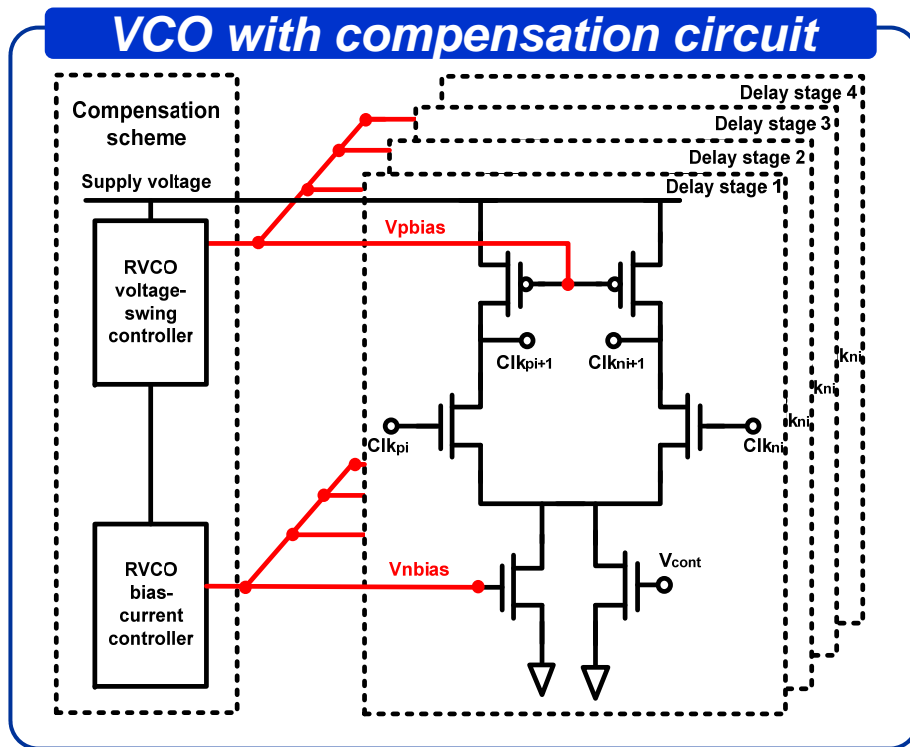 VCO with compensation circuit
Compensation
scheme
Supply voltage
RVCO
voltage-
swing
controller
RVCO
bias-
current
controller
Delay stage 4
Delay stage 3
Delay stage 2
Delay stage 1
Vpbias
Clkpi+1
Clkni+1
Clkpi
Clkni
kni
kni
kni
Vnbias
Vcont